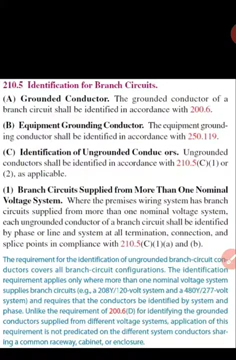 210.5 Identification for Branch Circuits.
(A) Grounded Conductor. The grounded conductor of
a branch circuit shall be identified in accordance with 200.6.
(B) Equipment Grounding Conductor. The equipment ground-
ing conductor shall be identified in accordance with 250.119.
(C) Identification of Ungrounded Conduc ors. Ungrounded
conductors shall be identified in accordance with 210.5(C)(1) or
(2), as applicable.
(1) Branch Circuits Supplied from More Than One Nominal
Voltage System. Where the premises wiring system has branch
circuits supplied from more than one nominal voltage system,
each ungrounded conductor of a branch circuit shall be identified
by phase or line and system at all termination, connection, and
splice points in compliance with 210.5(C)(1)(a) and (b).
The requirement for the identification of ungrounded branch-circuit con-
ductors covers all branch-circuit configurations. The identification
requirement applies only where more than one nominal voltage system
supplies branch circuits (e.g., a 208Y/120-volt system and a 480Y/277-volt
system) and requires that the conductors be identified by system and phase.
Unlike the requirement of 200.6(D) for identifying the grounded
conductors supplied from different voltage systems, application of this
requirement is not predicated on the different system conductors shar-
ing a common raceway, cabinet, or enclosure.